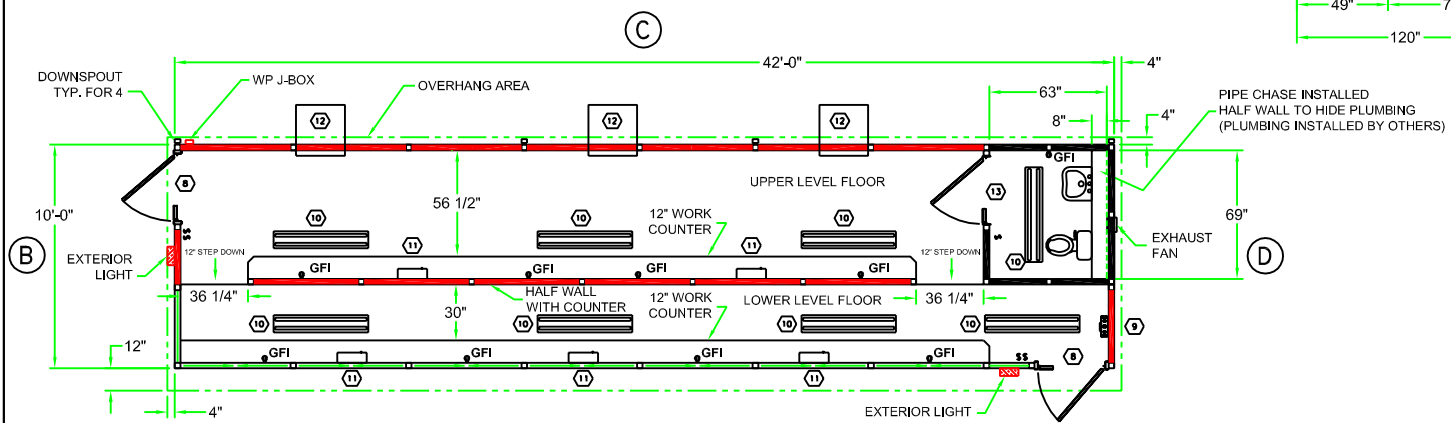 C
49"
7
120"
42'-0"
4"
DOWNSPOUT
TYP. FOR 4
WP J-BOX
OVERHANG AREA
63"
8"
4"
PIPE CHASE INSTALLED
HALF WALL TO HIDE PLUMBING
(PLUMBING INSTALLED BY OTHERS)
12
12
12
GFI
8
UPPER LEVEL FLOOR
13
10'-0"
56 1/2"
69"
10
10
10
12" WORK
COUNTER
$$
$
11
11
B
EXTERIOR
LIGHT
12" STEP DOWN
12" STEP DOWN
10
EXHAUST
FAN
D
GFI
GFI
GFI
GFI
36 1/4"
HALF WALL
WITH COUNTER
12" WORK
COUNTER
LOWER LEVEL FLOOR
36 1/4"
30"
10
10
10
10
9
12"
GFI
GFI
GFI
GFI
$$
8
11
11
11
4"
EXTERIOR LIGHT